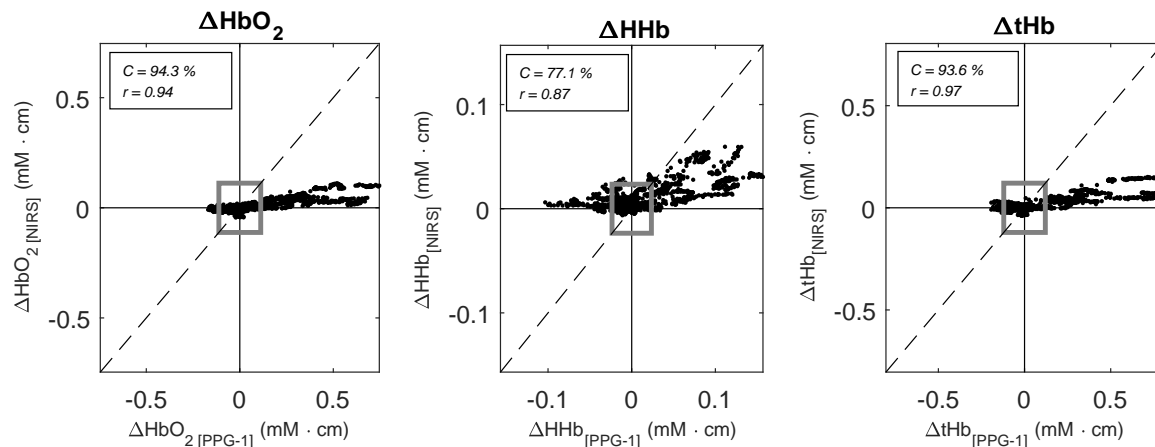 ΔHbO2
C = 94.3 %
r = 0.94
0.5
0
-0.5
ΔHbO2 [NIRS] (mM · cm)
-0.5 0 0.5
ΔHbO2 [PPG-1] (mM · cm)
ΔHHb
C = 77.1 %
r = 0.87
0.1
0
-0.1
ΔHHb[NIRS] (mM · cm)
-0.1 0 0.1
ΔHHb[PPG-1] (mM · cm)
ΔtHb
C = 93.6 %
r = 0.97
0.5
0
-0.5
ΔtHb[NIRS] (mM · cm)
-0.5 0 0.5
ΔtHb[PPG-1] (mM · cm)